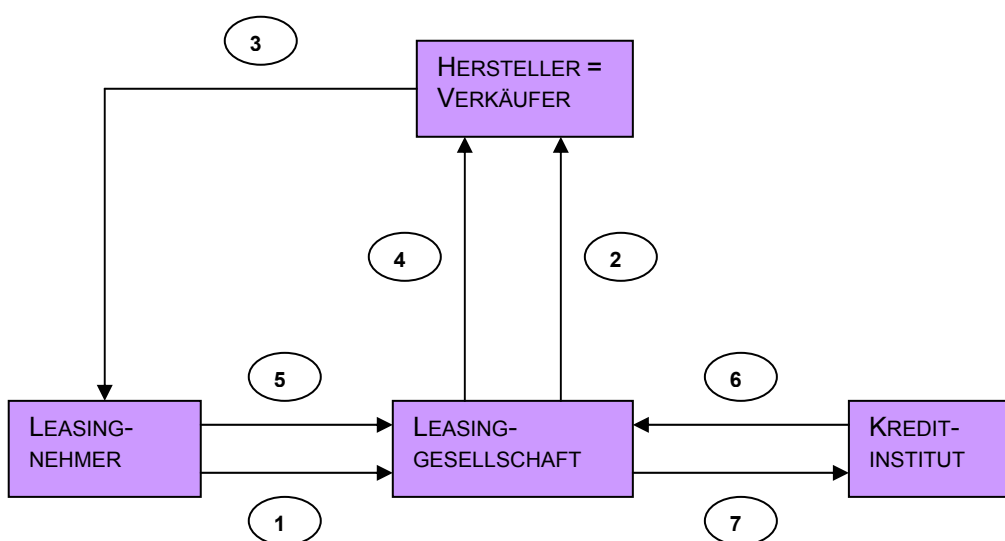 3
HERSTELLER =
VERKÄUFER
4
2
5
6
LEASING-
NEHMER
LEASING-
GESELLSCHAFT
KREDIT-
INSTITUT
1
7